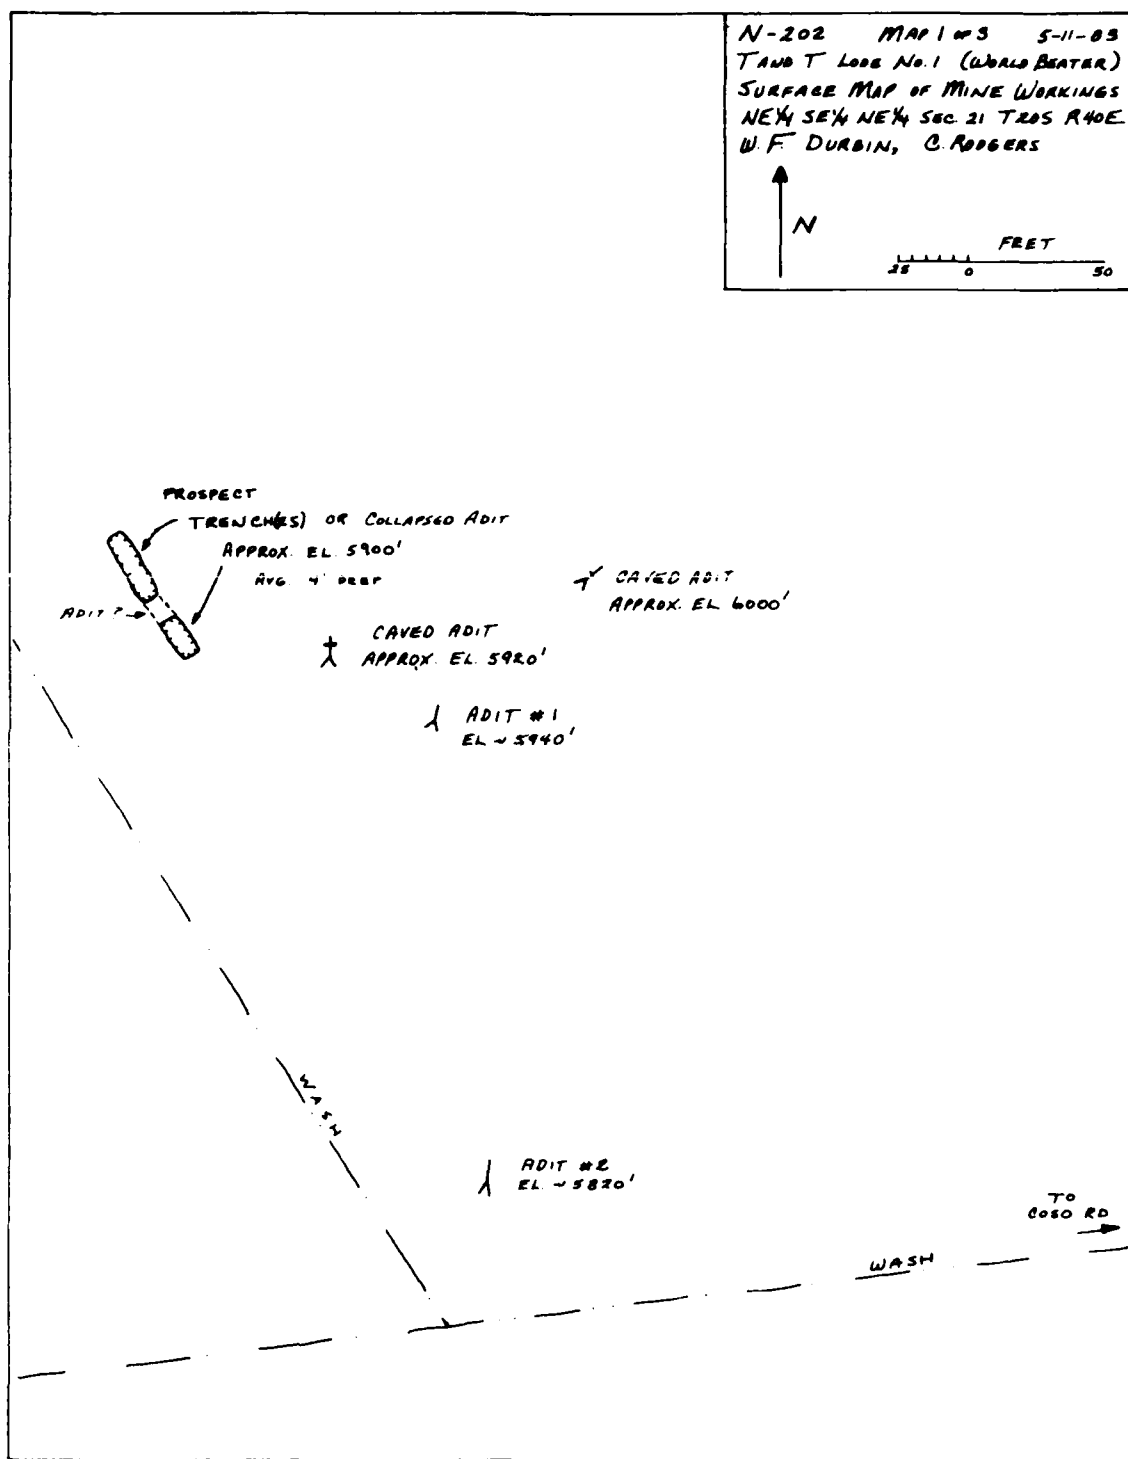 N-202 MAP 1 OF 3 5-11-83
T AND T LODE No. 1 (WORLD BEATER)
SURFACE MAP OF MINE WORKINGS
NE¼ SE¼ NE¼ SEC. 21 T20S R40E
W. F. DURBIN, C. RODGERS
N
FEET
25 0 50
PROSPECT
TRENCH(ES) OR COLLAPSED ADIT
APPROX. EL. 5900'
AVG. 4' DEEP
ADIT ?
CAVED ADIT
APPROX. EL 6000'
CAVED ADIT
APPROX. EL. 5920'
ADIT #1
EL ~ 5940'
WASH
ADIT #2
EL. ~ 5820'
TO
COSO RD
WASH